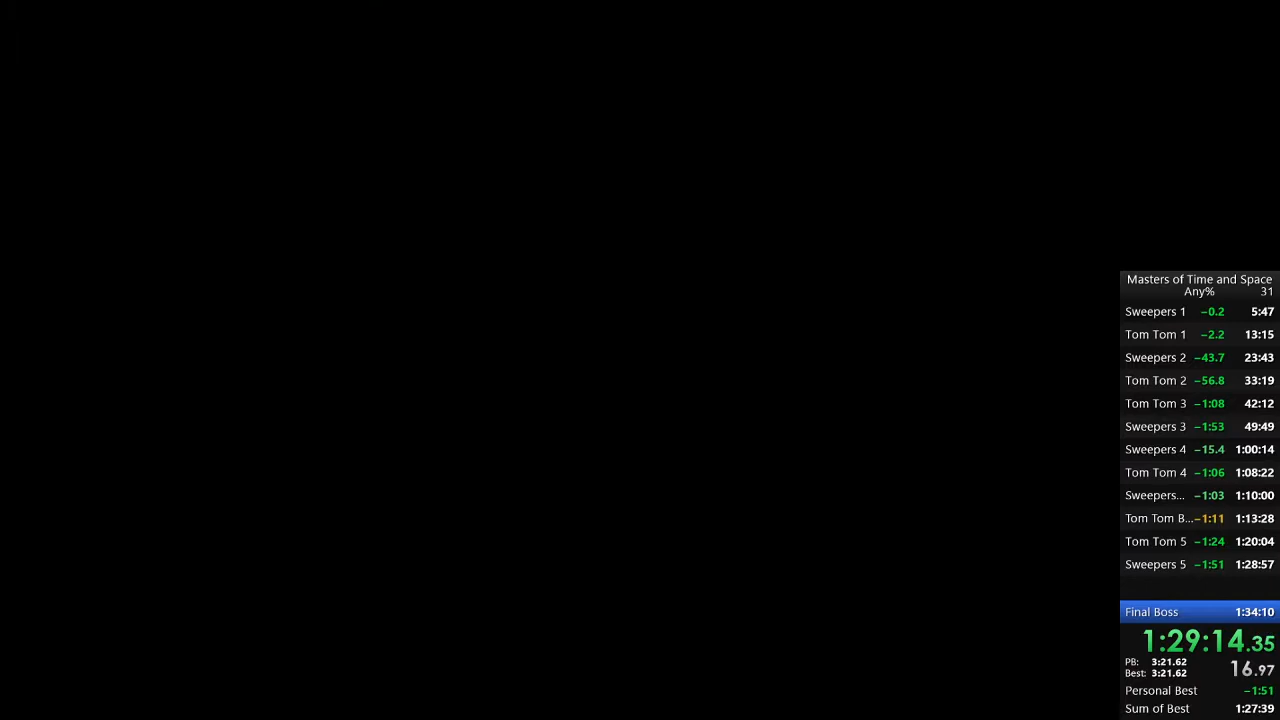 Masters of Time and Space
Any% 31
Sweepers 1 −0.2 5:47
Tom Tom 1 −2.2 13:15
Sweepers 2 −43.7 23:43
Tom Tom 2 −56.8 33:19
Tom Tom 3 −1:08 42:12
Sweepers 3 −1:53 49:49
Sweepers 4 −15.4 1:00:14
Tom Tom 4 −1:06 1:08:22
Sweepers... −1:03 1:10:00
Tom Tom B... −1:11 1:13:28
Tom Tom 5 −1:24 1:20:04
Sweepers 5 −1:51 1:28:57
Final Boss 1:34:10
1:29:14.35
PB: 3:21.62
Best: 3:21.62 16.97
Personal Best −1:51
Sum of Best 1:27:39